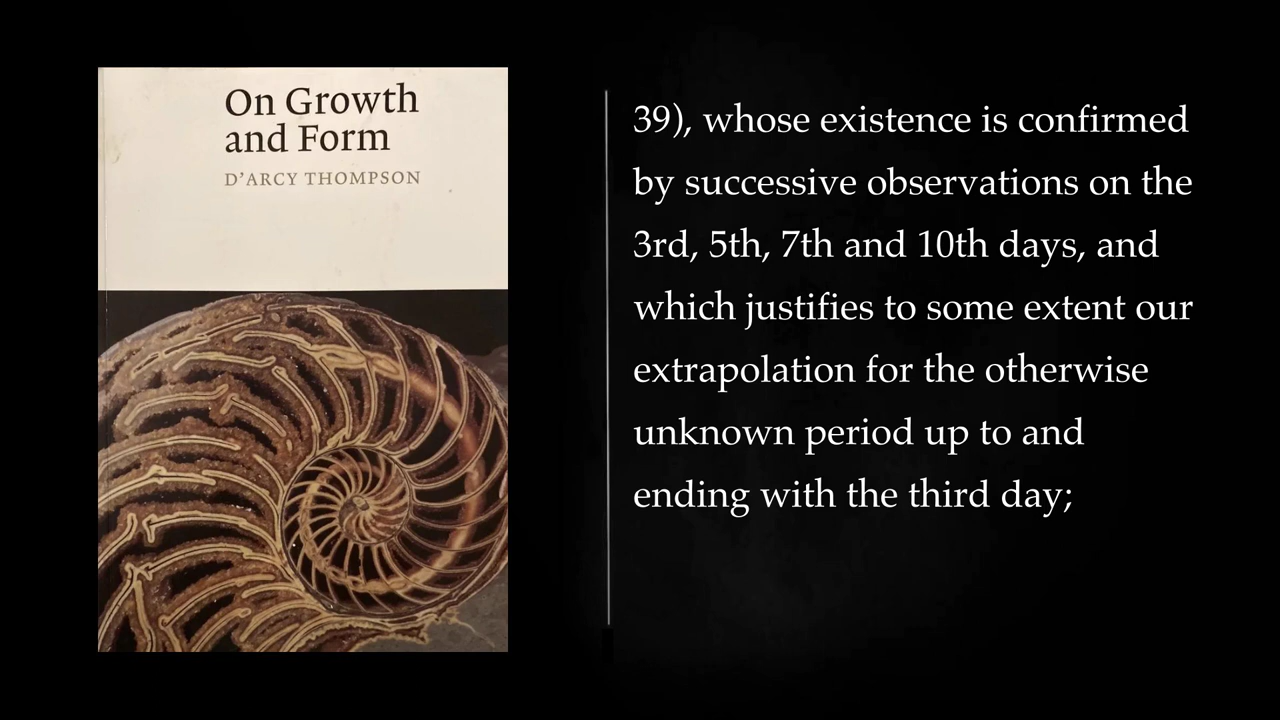 On Growth
and Form
D'ARCY THOMPSON
39), whose existence is confirmed
by successive observations on the
3rd, 5th, 7th and 10th days, and
which justifies to some extent our
extrapolation for the otherwise
unknown period up to and
ending with the third day;